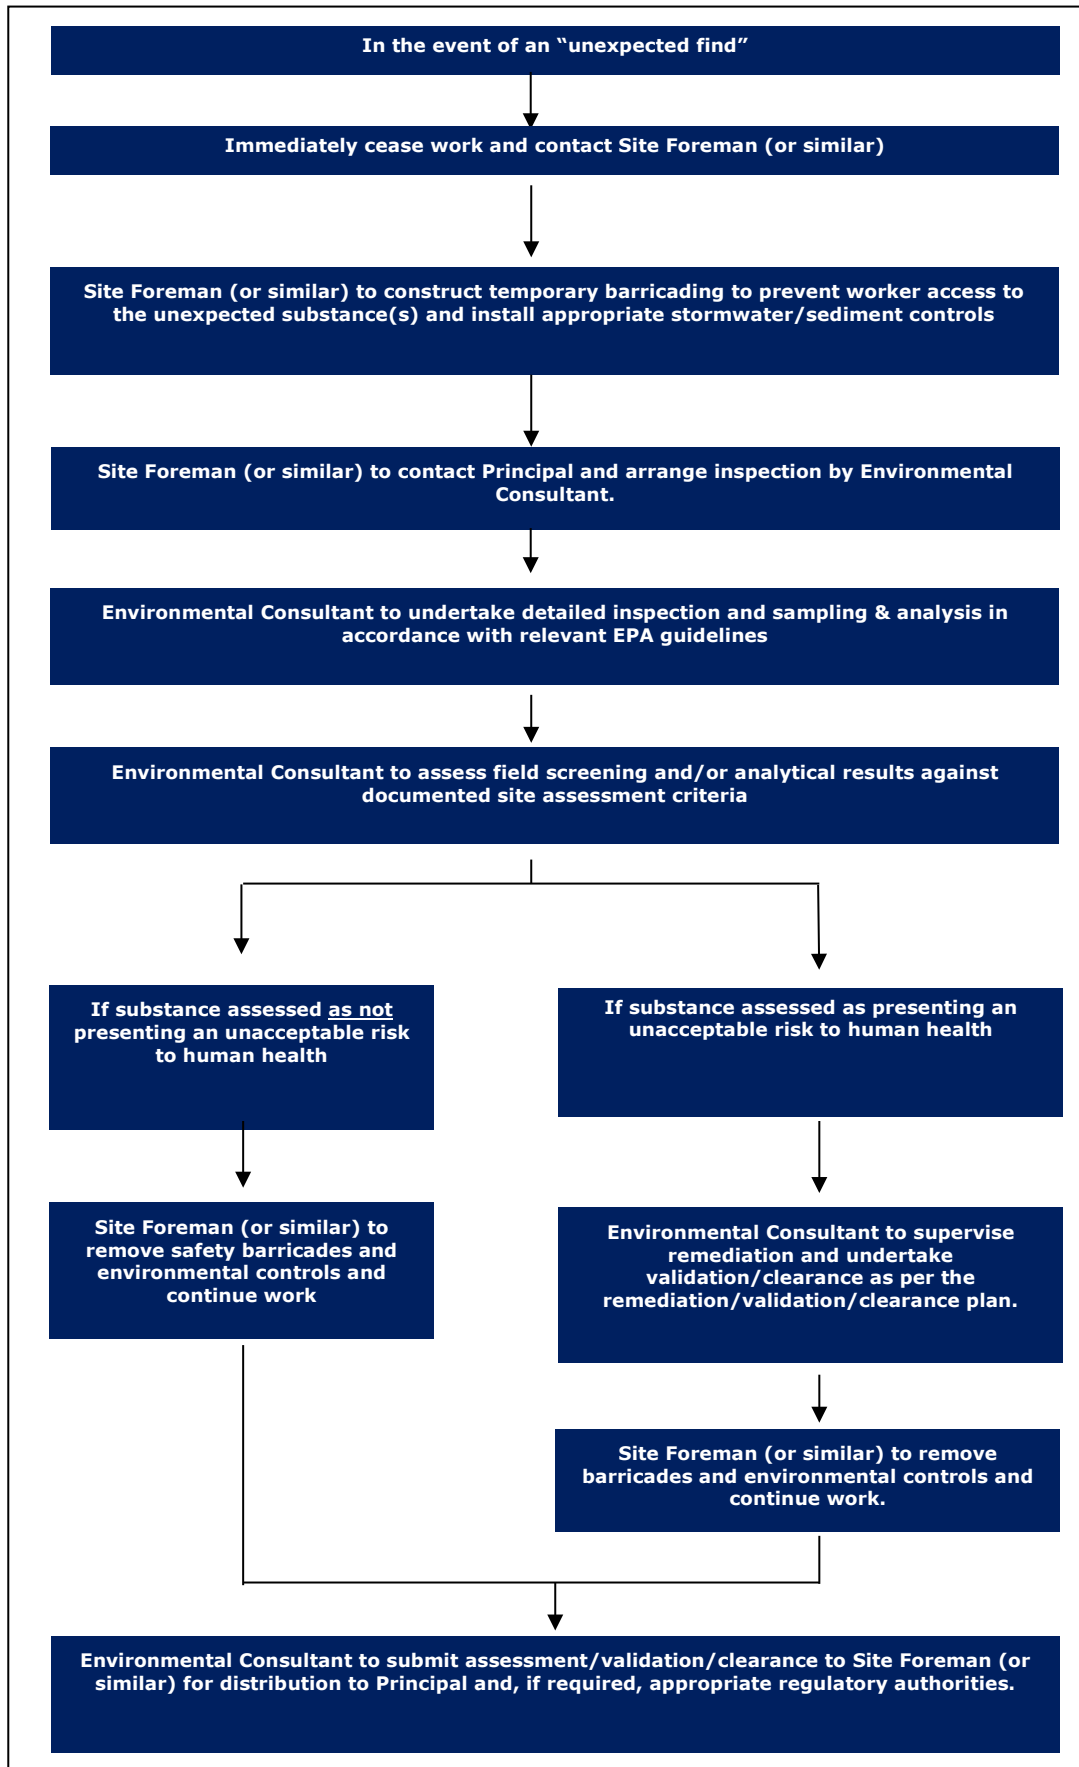 In the event of an “unexpected find”
Immediately cease work and contact Site Foreman (or similar)
Site Foreman (or similar) to construct temporary barricading to prevent worker access to
the unexpected substance(s) and install appropriate stormwater/sediment controls
Site Foreman (or similar) to contact Principal and arrange inspection by Environmental
Consultant.
Environmental Consultant to undertake detailed inspection and sampling & analysis in
accordance with relevant EPA guidelines
Environmental Consultant to assess field screening and/or analytical results against
documented site assessment criteria
If substance assessed as not
presenting an unacceptable risk
to human health
If substance assessed as presenting an
unacceptable risk to human health
Site Foreman (or similar) to
remove safety barricades and
environmental controls and
continue work
Environmental Consultant to supervise
remediation and undertake
validation/clearance as per the
remediation/validation/clearance plan.
Site Foreman (or similar) to remove
barricades and environmental controls and
continue work.
Environmental Consultant to submit assessment/validation/clearance to Site Foreman (or
similar) for distribution to Principal and, if required, appropriate regulatory authorities.